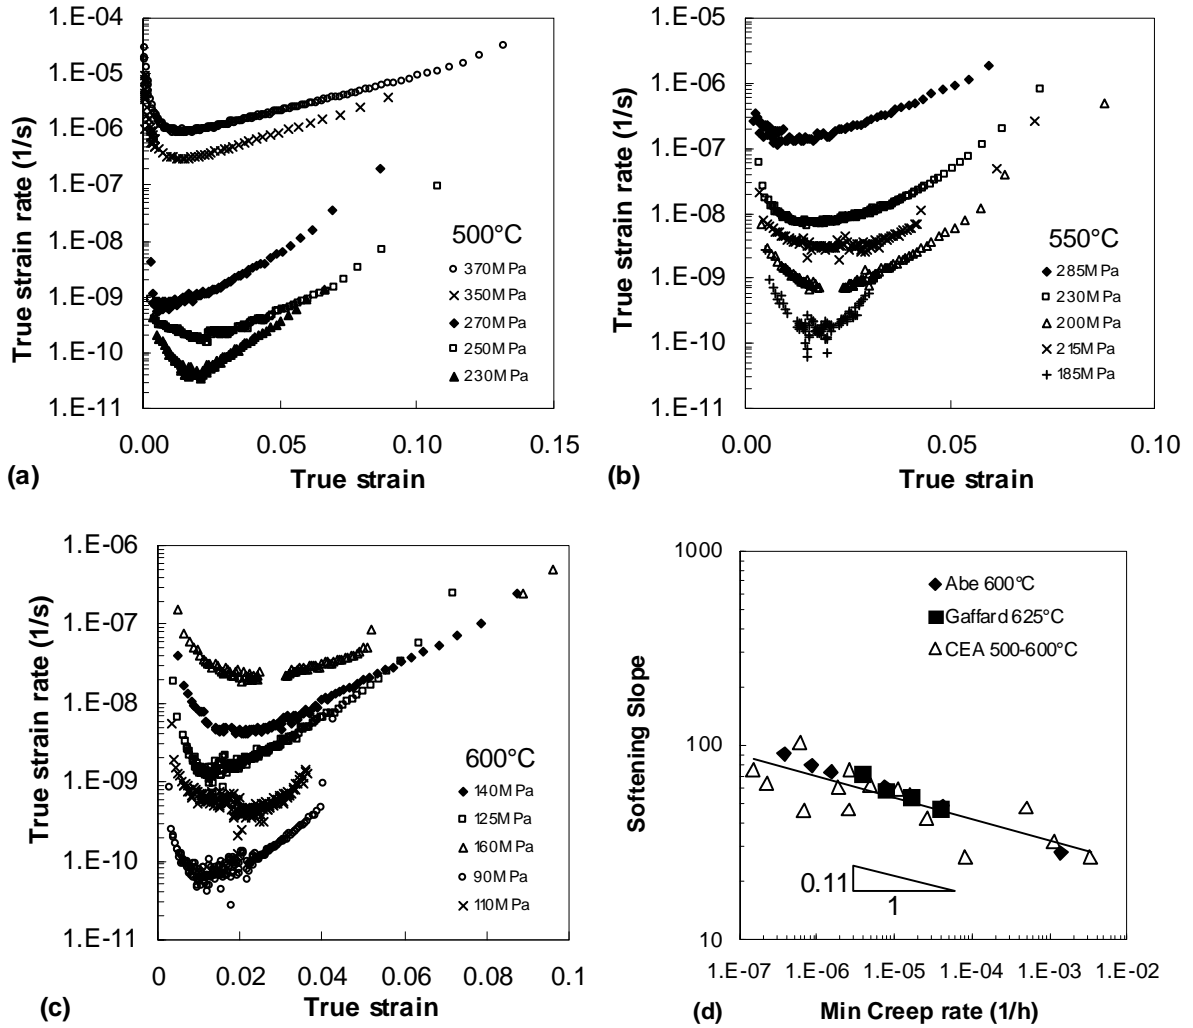 1.E-04
1.E-05
1.E-06
1.E-07
1.E-08
1.E-09
1.E-10
1.E-11
True strain rate (1/s)
500°C
370MPa
350MPa
270MPa
250MPa
230MPa
0.00
0.05
0.10
0.15
(a)
True strain
1.E-05
1.E-06
1.E-07
1.E-08
1.E-09
1.E-10
1.E-11
True strain rate (1/s)
550°C
285MPa
230MPa
200MPa
215MPa
185MPa
0.00
0.05
0.10
(b)
True strain
1.E-06
1.E-07
1.E-08
1.E-09
1.E-10
1.E-11
True strain rate (1/s)
600°C
140MPa
125MPa
160MPa
90MPa
110MPa
0
0.02
0.04
0.06
0.08
0.1
(c)
True strain
1000
100
10
Softening Slope
Abe 600°C
Gaffard 625°C
CEA 500-600°C
0.11
1
1.E-07
1.E-06
1.E-05
1.E-04
1.E-03
1.E-02
(d)
Min Creep rate (1/h)